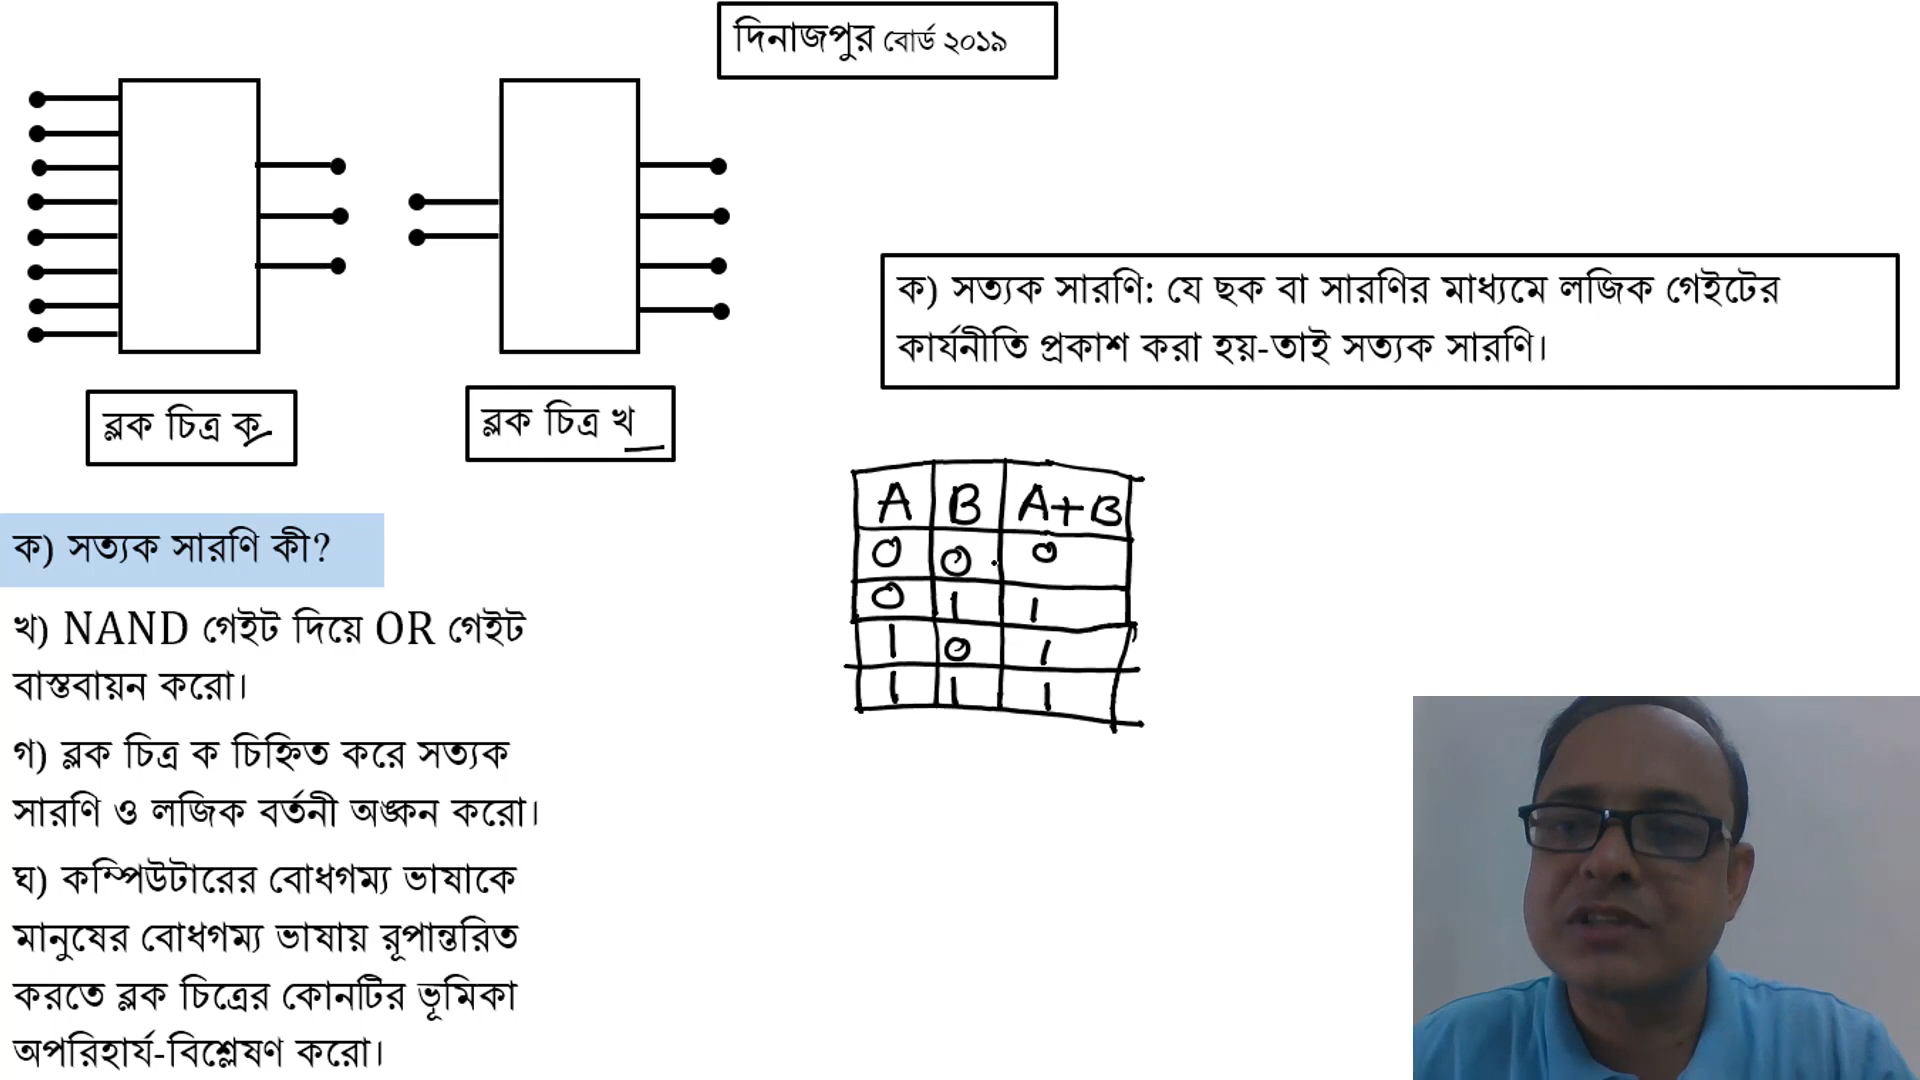 দিনাজপুর বোর্ড ২০১৯
ব্লক চিত্র ক
ব্লক চিত্র খ
ক) সত্যক সারণি: যে ছক বা সারণির মাধ্যমে লজিক গেইটের
কার্যনীতি প্রকাশ করা হয়-তাই সত্যক সারণি।
A B A+B
0 0 0
0 1 1
1 0 1
1 1 1
ক) সত্যক সারণি কী?
খ) NAND গেইট দিয়ে OR গেইট
বাস্তবায়ন করো।
গ) ব্লক চিত্র ক চিহ্নিত করে সত্যক
সারণি ও লজিক বর্তনী অঙ্কন করো।
ঘ) কম্পিউটারের বোধগম্য ভাষাকে
মানুষের বোধগম্য ভাষায় রূপান্তরিত
করতে ব্লক চিত্রের কোনটির ভূমিকা
অপরিহার্য-বিশ্লেষণ করো।